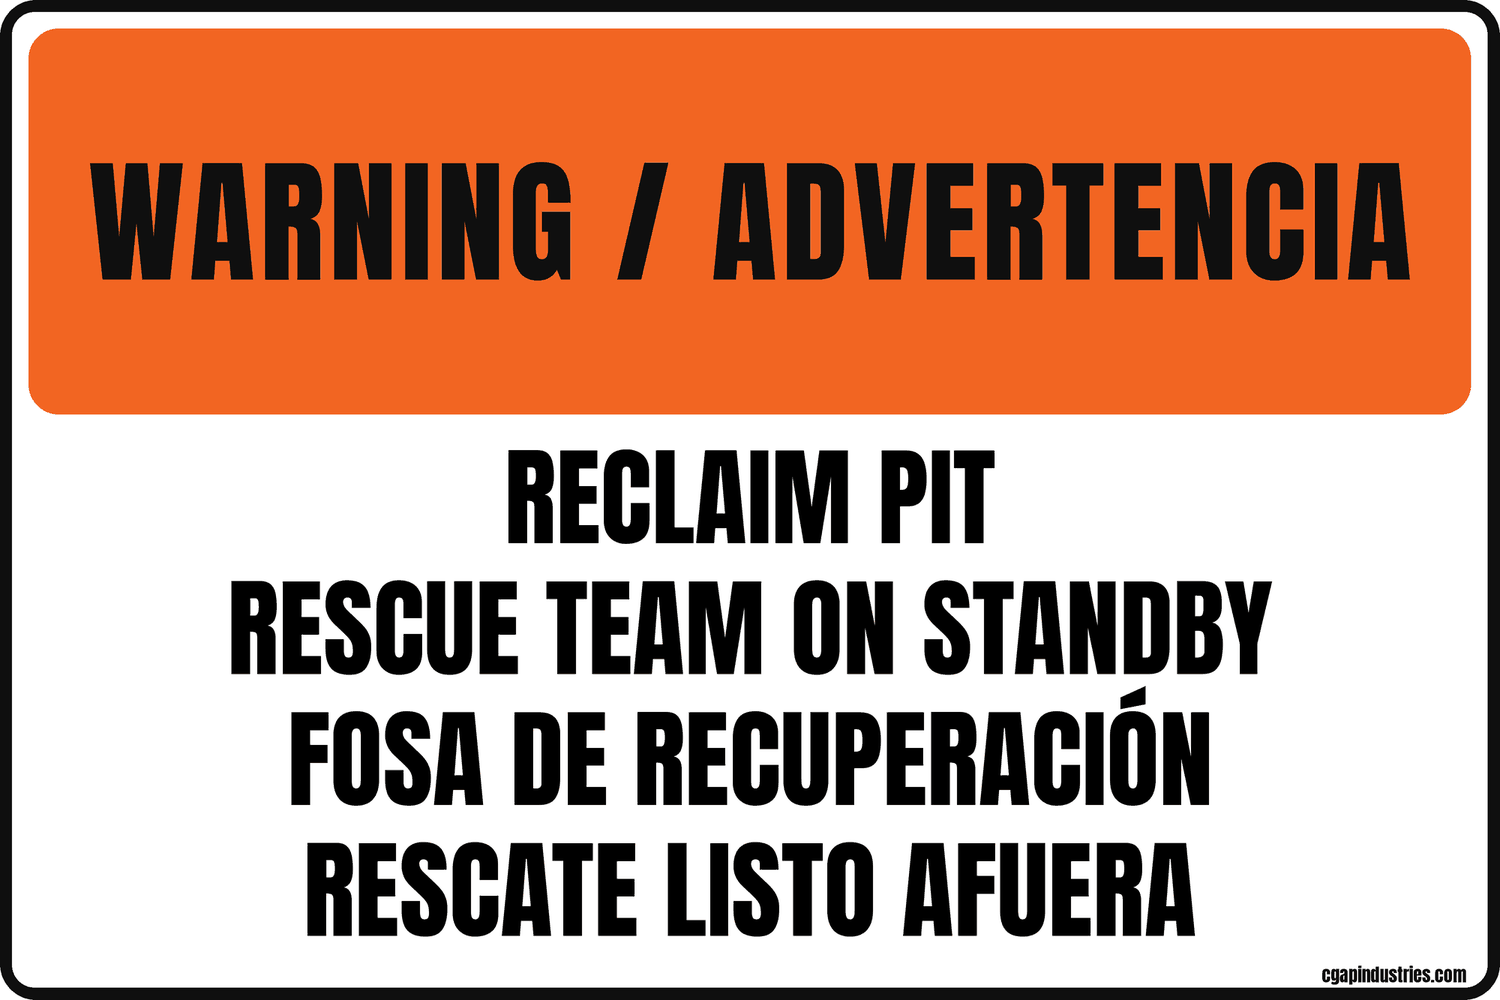 WARNING / ADVERTENCIA
RECLAIM PIT
RESCUE TEAM ON STANDBY
FOSA DE RECUPERACIÓN
RESCATE LISTO AFUERA
cgapindustries.com